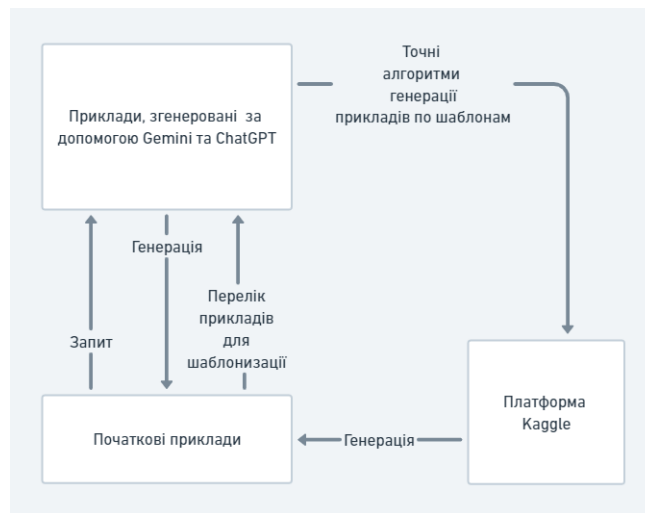 Точні
алгоритми
генерації
прикладів по шаблонам
Приклади, згенеровані за
допомогою Gemini та ChatGPT
Генерація
Перелік
прикладів
для
шаблонизації
Запит
Платформа
Kaggle
Початкові приклади
Генерація